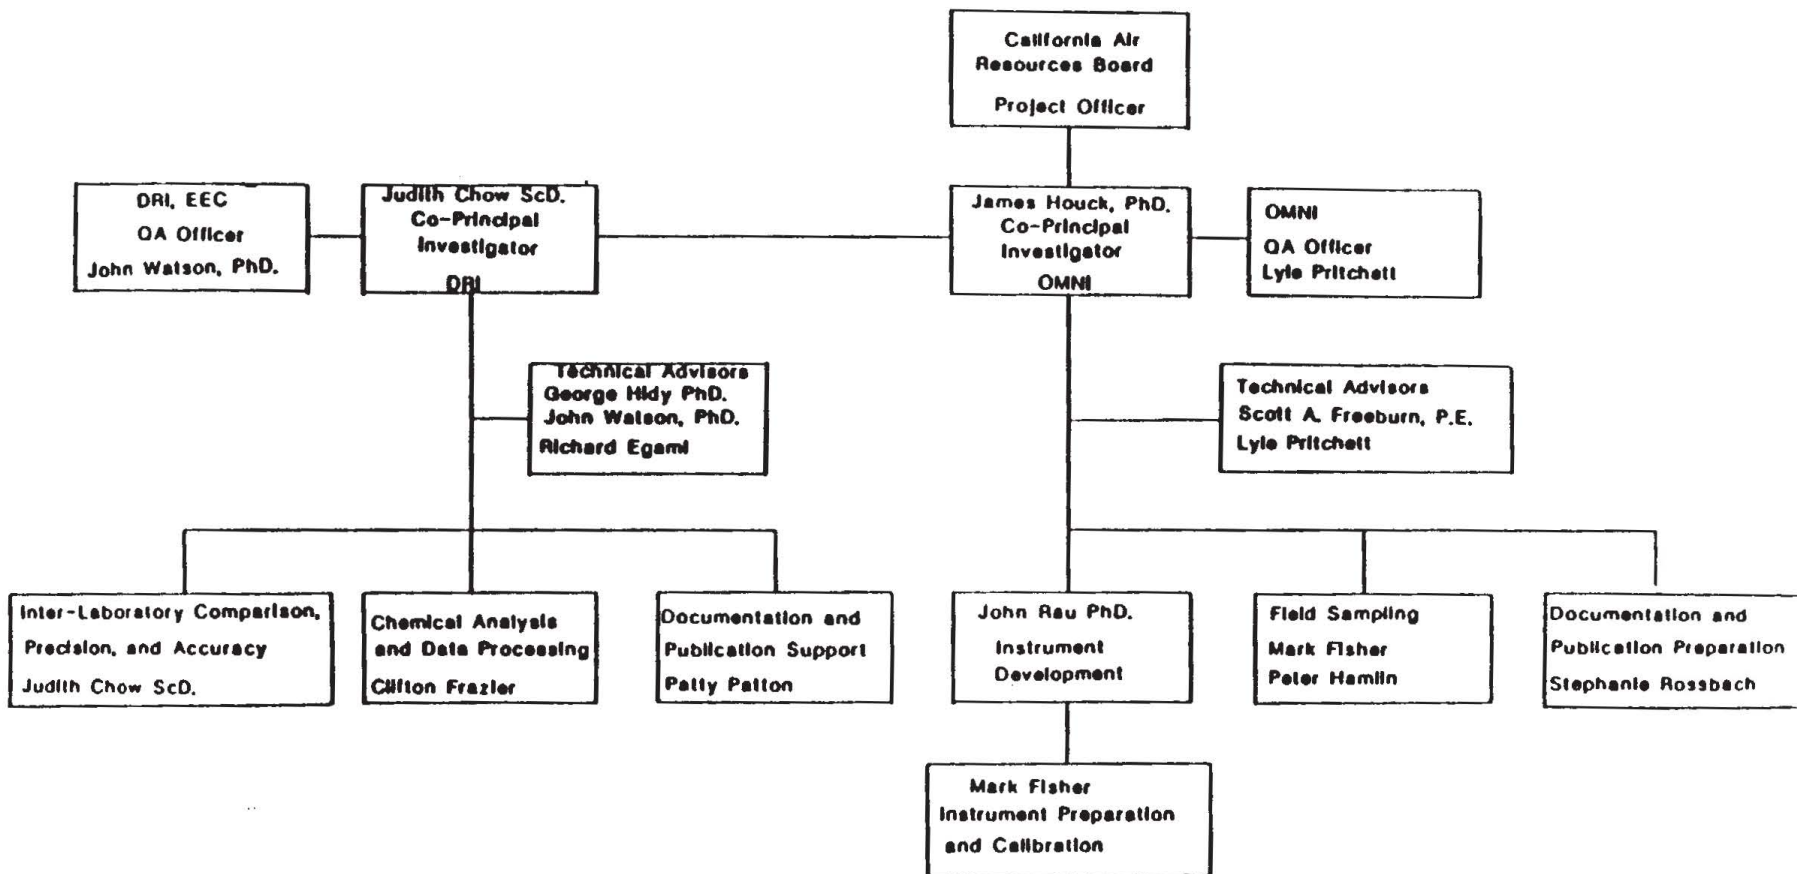 California Air
Resources Board
Project Officer
DRI, EEC
QA Officer
John Watson, PhD.
Judith Chow ScD.
Co-Principal
Investigator
DRI
James Houck, PhD.
Co-Principal
Investigator
OMNI
OMNI
QA Officer
Lyle Pritchett
Technical Advisors
George Hidy PhD.
John Watson, PhD.
Richard Egami
Technical Advisors
Scott A. Freeburn, P.E.
Lyle Pritchett
Inter-Laboratory Comparison,
Precision, and Accuracy
Judith Chow ScD.
Chemical Analysis
and Data Processing
Clifton Frazier
Documentation and
Publication Support
Patty Patton
John Rau PhD.
Instrument
Development
Field Sampling
Mark Fisher
Peter Hamlin
Documentation and
Publication Preparation
Stephanie Rossbach
Mark Fisher
Instrument Preparation
and Calibration